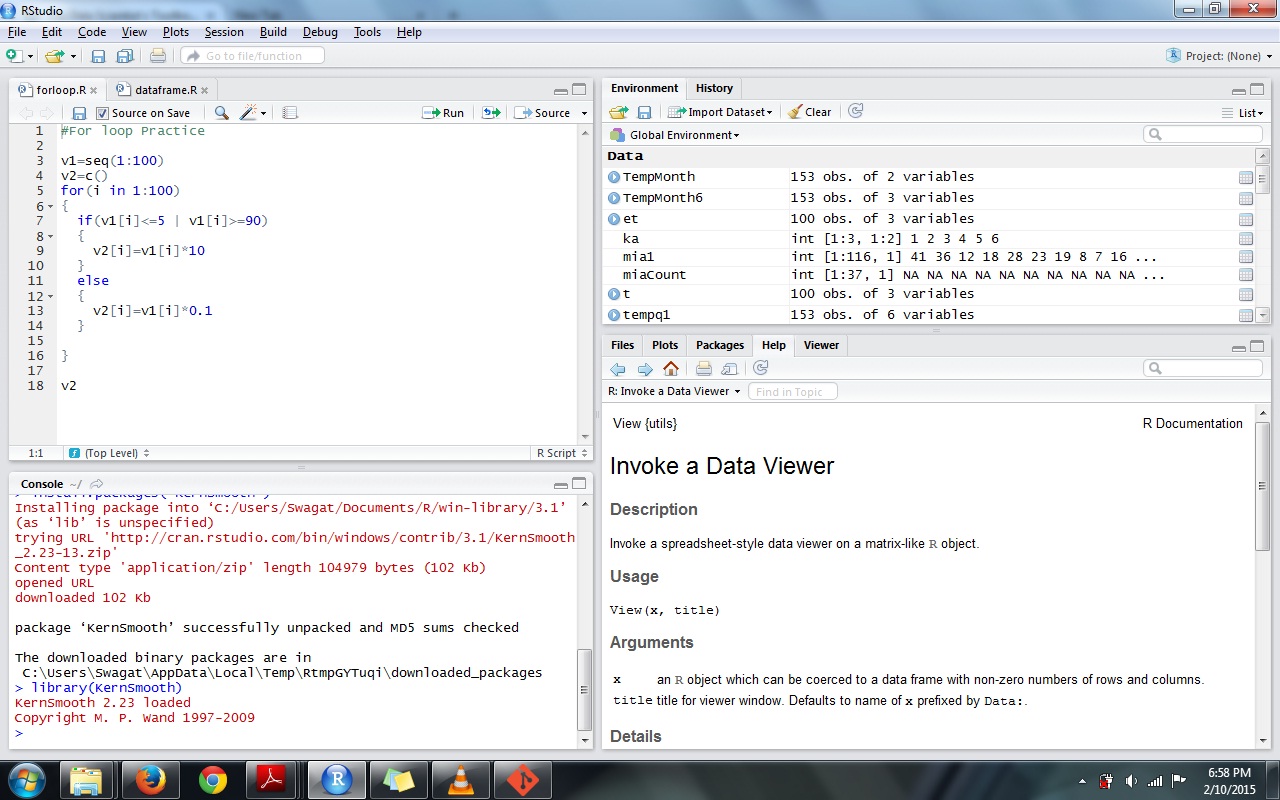 RStudio
File Edit Code View Plots Session Build Debug Tools Help
Go to file/function
Project: (None)
forloop.R dataframe.R
Source on Save Run Source
1 #For loop Practice
2
3 v1=seq(1:100)
4 v2=c()
5 for(i in 1:100)
6 {
7 if(v1[i]<=5 | v1[i]>=90)
8 {
9 v2[i]=v1[i]*10
10 }
11 else
12 {
13 v2[i]=v1[i]*0.1
14 }
15
16 }
17
18 v2
1:1 (Top Level) R Script
Console ~/
> install.packages("KernSmooth")
Installing package into ‘C:/Users/Swagat/Documents/R/win-library/3.1’
(as ‘lib’ is unspecified)
trying URL 'http://cran.rstudio.com/bin/windows/contrib/3.1/KernSmooth
_2.23-13.zip'
Content type 'application/zip' length 104979 bytes (102 Kb)
opened URL
downloaded 102 Kb
package ‘KernSmooth’ successfully unpacked and MD5 sums checked
The downloaded binary packages are in
C:\Users\Swagat\AppData\Local\Temp\RtmpGYTuqi\downloaded_packages
> library(KernSmooth)
KernSmooth 2.23 loaded
Copyright M. P. Wand 1997-2009
>
Environment History
Import Dataset Clear List
Global Environment
Data
TempMonth 153 obs. of 2 variables
TempMonth6 153 obs. of 3 variables
et 100 obs. of 3 variables
ka int [1:3, 1:2] 1 2 3 4 5 6
mia1 int [1:116, 1] 41 36 12 18 28 23 19 8 7 16 ...
miaCount int [1:37, 1] NA NA NA NA NA NA NA NA NA NA ...
t 100 obs. of 3 variables
tempq1 153 obs. of 6 variables
Files Plots Packages Help Viewer
R: Invoke a Data Viewer Find in Topic
View {utils} R Documentation
Invoke a Data Viewer
Description
Invoke a spreadsheet-style data viewer on a matrix-like R object.
Usage
View(x, title)
Arguments
x an R object which can be coerced to a data frame with non-zero numbers of rows and columns.
title title for viewer window. Defaults to name of x prefixed by Data:.
Details
6:58 PM
2/10/2015